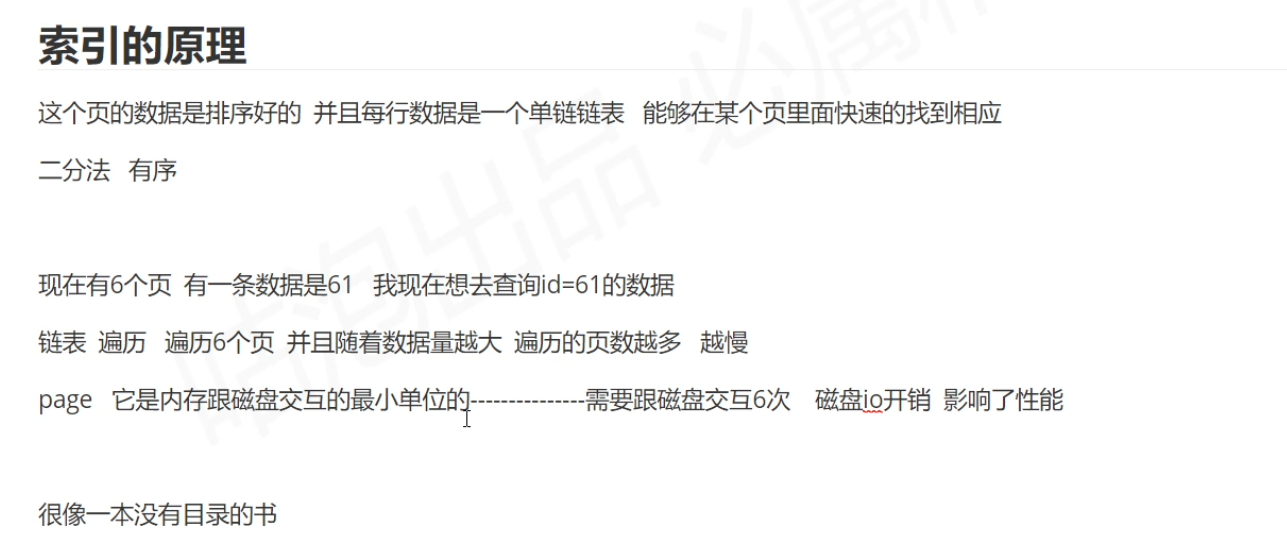 索引的原理
这个页的数据是排序好的 并且每行数据是一个单链链表 能够在某个页里面快速的找到相应
二分法 有序
现在有6个页 有一条数据是61 我现在想去查询id=61的数据
链表 遍历 遍历6个页 并且随着数据量越大 遍历的页数越多 越慢
page 它是内存跟磁盘交互的最小单位的---------------需要跟磁盘交互6次 磁盘io开销 影响了性能
很像一本没有目录的书
咕泡出品 必属